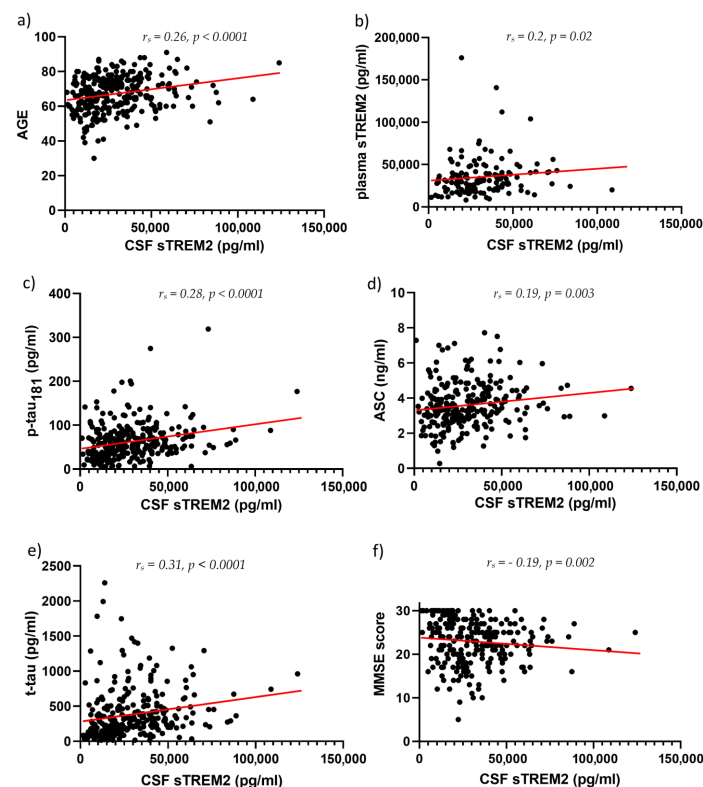 a)
rs = 0.26, p < 0.0001
100
80
60
40
20
0
AGE
0
50,000
100,000
150,000
CSF sTREM2 (pg/ml)
b)
rs = 0.2, p = 0.02
200,000
150,000
100,000
50,000
0
plasma sTREM2 (pg/ml)
0
50,000
100,000
150,000
CSF sTREM2 (pg/ml)
c)
rs = 0.28, p < 0.0001
400
300
200
100
0
p-tau181 (pg/ml)
0
50,000
100,000
150,000
CSF sTREM2 (pg/ml)
d)
rs = 0.19, p = 0.003
10
8
6
4
2
0
ASC (ng/ml)
0
50,000
100,000
150,000
CSF sTREM2 (pg/ml)
e)
rs = 0.31, p < 0.0001
2500
2000
1500
1000
500
0
t-tau (pg/ml)
0
50,000
100,000
150,000
CSF sTREM2 (pg/ml)
f)
rs = - 0.19, p = 0.002
30
20
10
0
MMSE score
0
50,000
100,000
150,000
CSF sTREM2 (pg/ml)